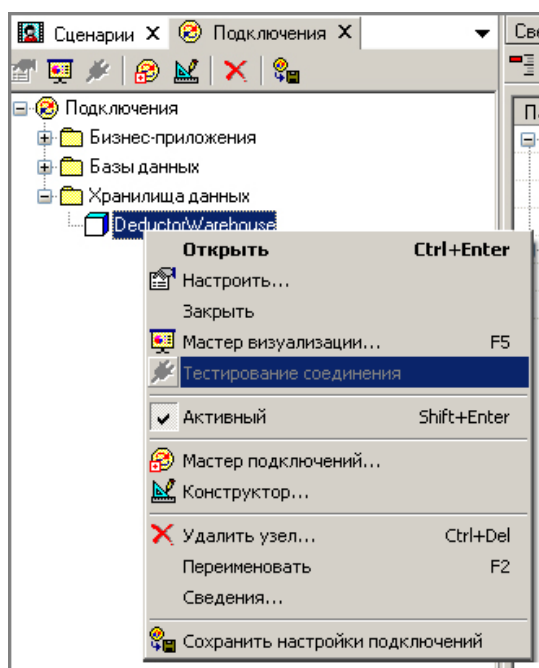 Сценарии X Подключения X
Подключения
Бизнес-приложения
Базы данных
Хранилища данных
DeductorWarehouse
Открыть Ctrl+Enter
Настроить...
Закрыть
Мастер визуализации... F5
Тестирование соединения
Активный Shift+Enter
Мастер подключений...
Конструктор...
Удалить узел... Ctrl+Del
Переименовать F2
Сведения...
Сохранить настройки подключений